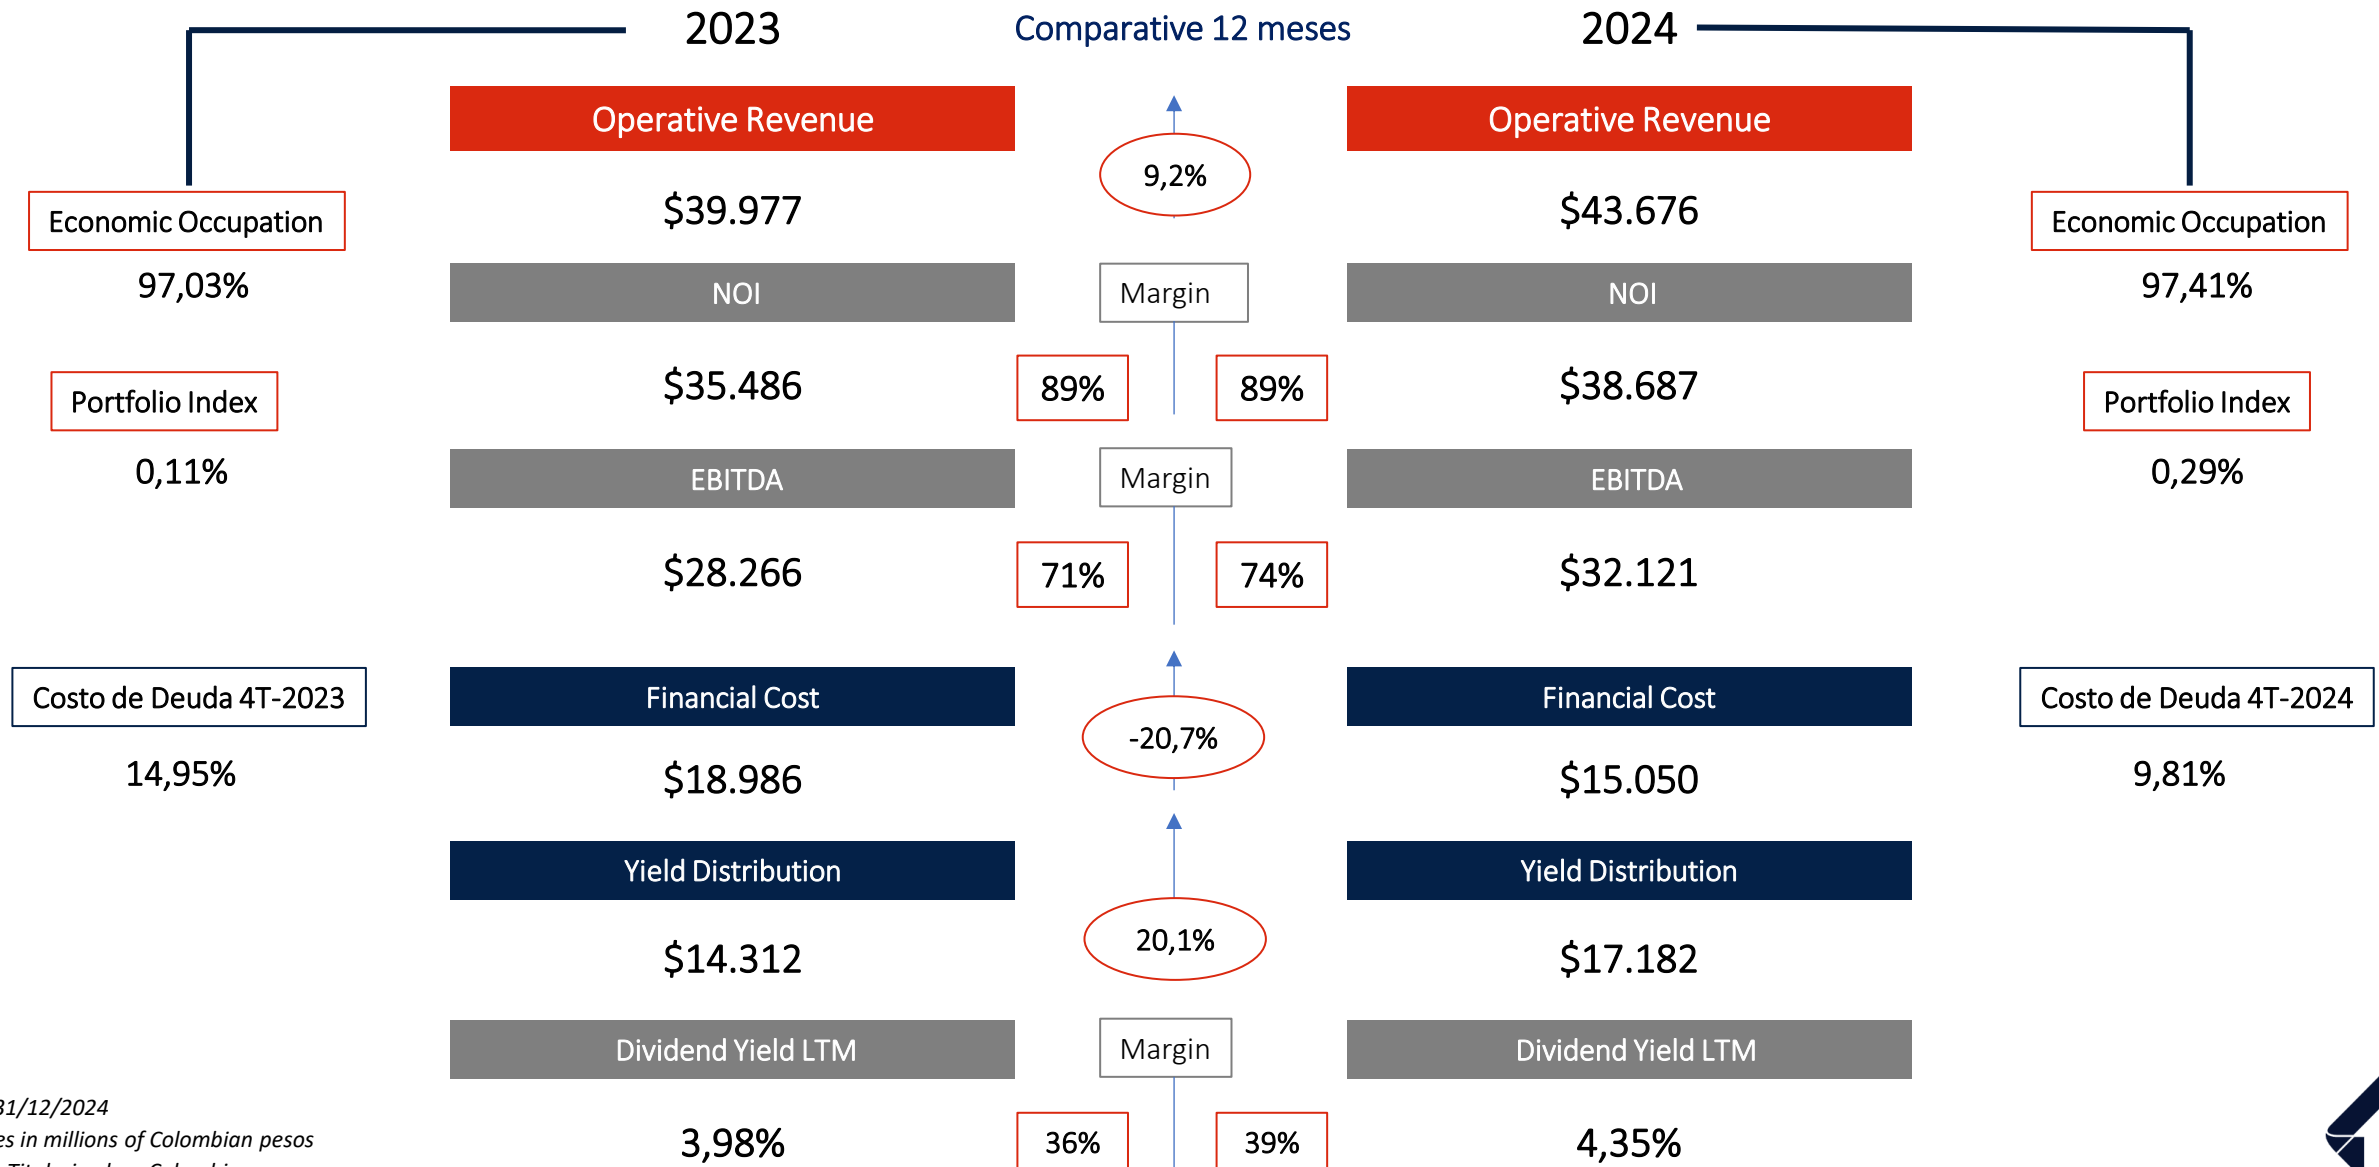 2023 Comparative 12 meses 2024
Operative Revenue Operative Revenue
9,2%
$39.977 $43.676
Economic Occupation Economic Occupation
97,03% 97,41%
NOI Margin NOI
$35.486 89% 89% $38.687
Portfolio Index Portfolio Index
0,11% 0,29%
EBITDA Margin EBITDA
$28.266 71% 74% $32.121
Costo de Deuda 4T-2023 Financial Cost Financial Cost Costo de Deuda 4T-2024
-20,7%
14,95% $18.986 $15.050 9,81%
Yield Distribution Yield Distribution
20,1%
$14.312 $17.182
Dividend Yield LTM Margin Dividend Yield LTM
31/12/2024
in millions of Colombian pesos
3,98% 36% 39% 4,35%